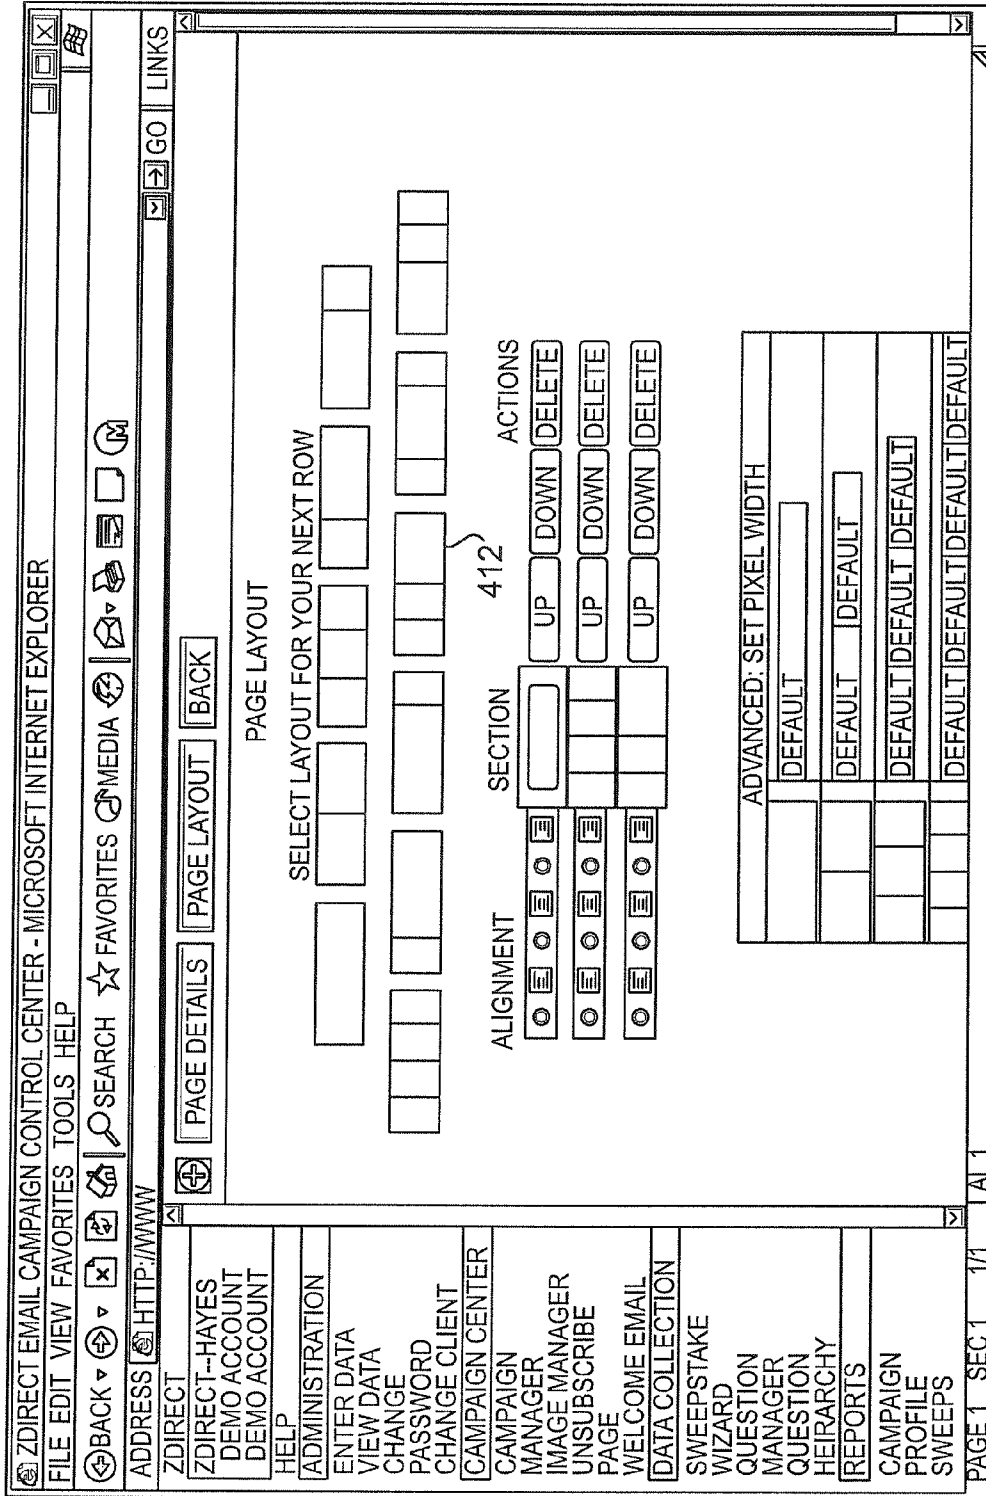 ZDIRECT EMAIL CAMPAIGN CONTROL CENTER - MICROSOFT INTERNET EXPLORER
FILE EDIT VIEW FAVORITES TOOLS HELP
BACK SEARCH FAVORITES MEDIA M
ADDRESS HTTP://WWW GO LINKS
ZDIRECT
ZDIRECT--HAYES
DEMO ACCOUNT
DEMO ACCOUNT
HELP
ADMINISTRATION
ENTER DATA
VIEW DATA
CHANGE
PASSWORD
CHANGE CLIENT
CAMPAIGN CENTER
CAMPAIGN
MANAGER
IMAGE MANAGER
UNSUBSCRIBE
PAGE
WELCOME EMAIL
DATA COLLECTION
SWEEPSTAKE
WIZARD
QUESTION
MANAGER
QUESTION
HEIRARCHY
REPORTS
CAMPAIGN
PROFILE
SWEEPS
PAGE DETAILS PAGE LAYOUT BACK
PAGE LAYOUT
SELECT LAYOUT FOR YOUR NEXT ROW
412
ALIGNMENT SECTION ACTIONS
UP DOWN DELETE
UP DOWN DELETE
UP DOWN DELETE
ADVANCED: SET PIXEL WIDTH
DEFAULT
DEFAULT DEFAULT
DEFAULT DEFAULT DEFAULT
DEFAULT DEFAULT DEFAULT DEFAULT
PAGE 1 SEC 1 1/1